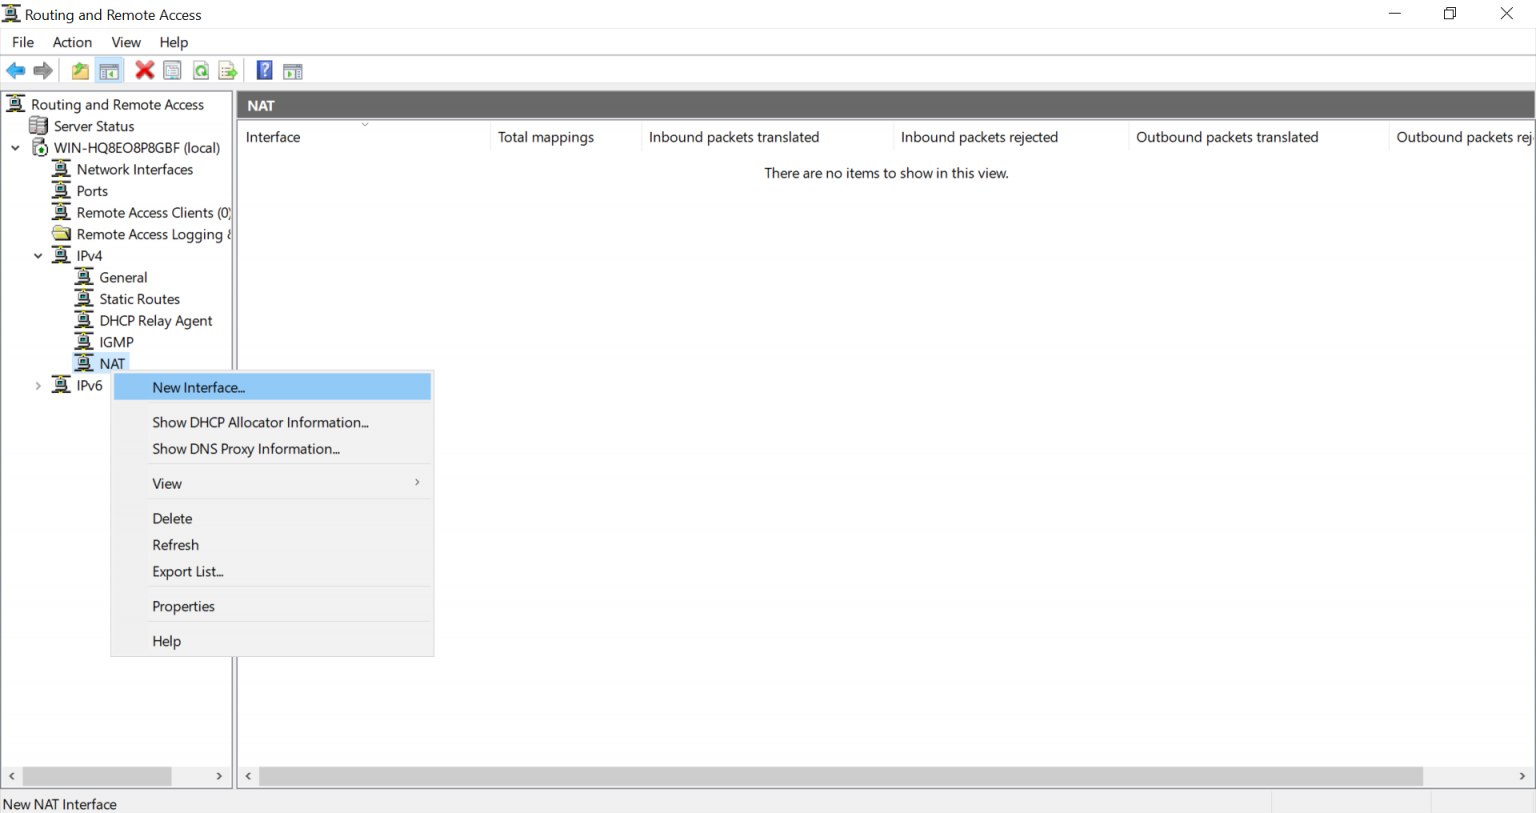 Routing and Remote Access
File Action View Help
Routing and Remote Access
Server Status
WIN-HQ8EO8P8GBF (local)
Network Interfaces
Ports
Remote Access Clients (0)
Remote Access Logging &
IPv4
General
Static Routes
DHCP Relay Agent
IGMP
NAT
IPv6
NAT
Interface Total mappings Inbound packets translated Inbound packets rejected Outbound packets translated Outbound packets rej
There are no items to show in this view.
New Interface...
Show DHCP Allocator Information...
Show DNS Proxy Information...
View
Delete
Refresh
Export List...
Properties
Help
New NAT Interface